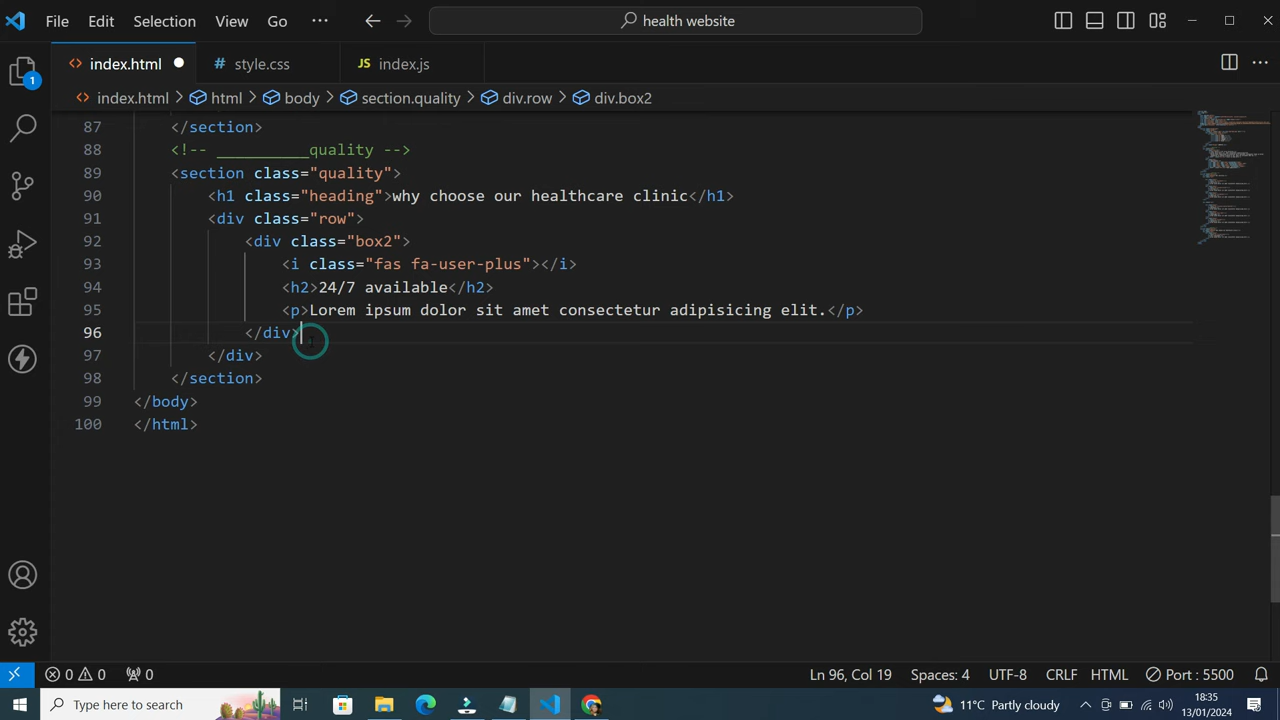 File Edit Selection View Go ··· health website
index.html style.css JS index.js
index.html > html > body > section.quality > div.row > div.box2
87 </section>
88 <!-- __________quality -->
89 <section class="quality">
90 <h1 class="heading">why choose our healthcare clinic</h1>
91 <div class="row">
92 <div class="box2">
93 <i class="fas fa-user-plus"></i>
94 <h2>24/7 available</h2>
95 <p>Lorem ipsum dolor sit amet consectetur adipisicing elit.</p>
96 </div>
97 </div>
98 </section>
99 </body>
100 </html>
1
0 0 0 Ln 96, Col 19 Spaces: 4 UTF-8 CRLF HTML Port : 5500
Type here to search 11°C Partly cloudy 18:35
13/01/2024